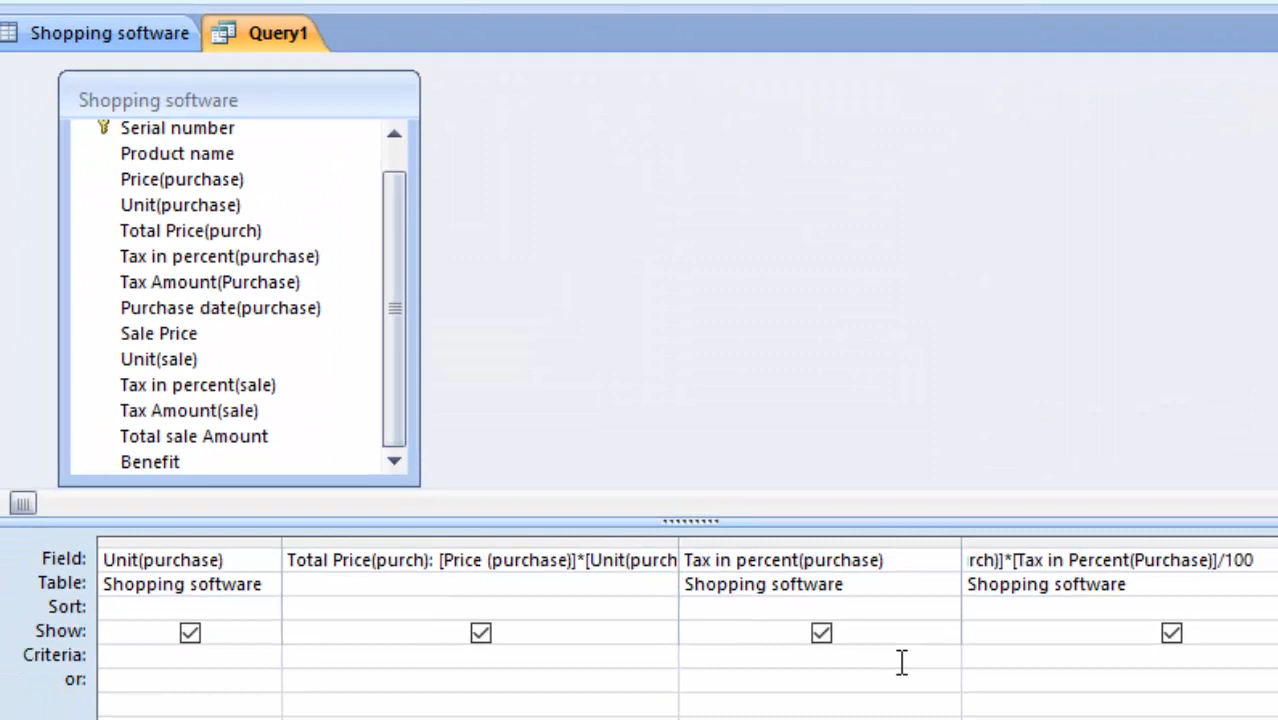 Shopping software Query1
Shopping software
Serial number
Product name
Price(purchase)
Unit(purchase)
Total Price(purch)
Tax in percent(purchase)
Tax Amount(Purchase)
Purchase date(purchase)
Sale Price
Unit(sale)
Tax in percent(sale)
Tax Amount(sale)
Total sale Amount
Benefit
Field: Unit(purchase) Total Price(purch): [Price (purchase)]*[Unit(purch Tax in percent(purchase) rch)]*[Tax in Percent(Purchase)]/100
Table: Shopping software Shopping software Shopping software
Sort:
Show:
Criteria:
or: